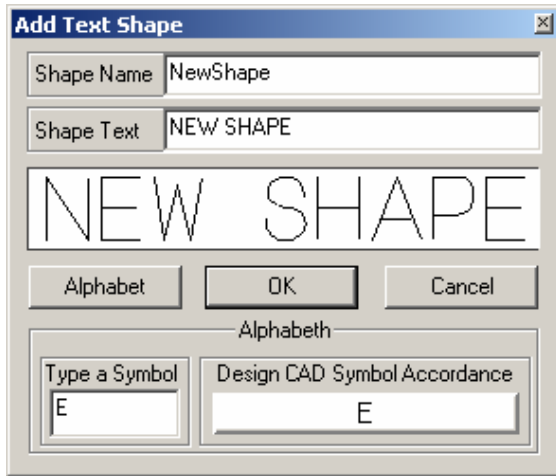 Add Text Shape
Shape Name NewShape
Shape Text NEW SHAPE
NEW SHAPE
Alphabet OK Cancel
Alphabeth
Type a Symbol Design CAD Symbol Accordance
E E